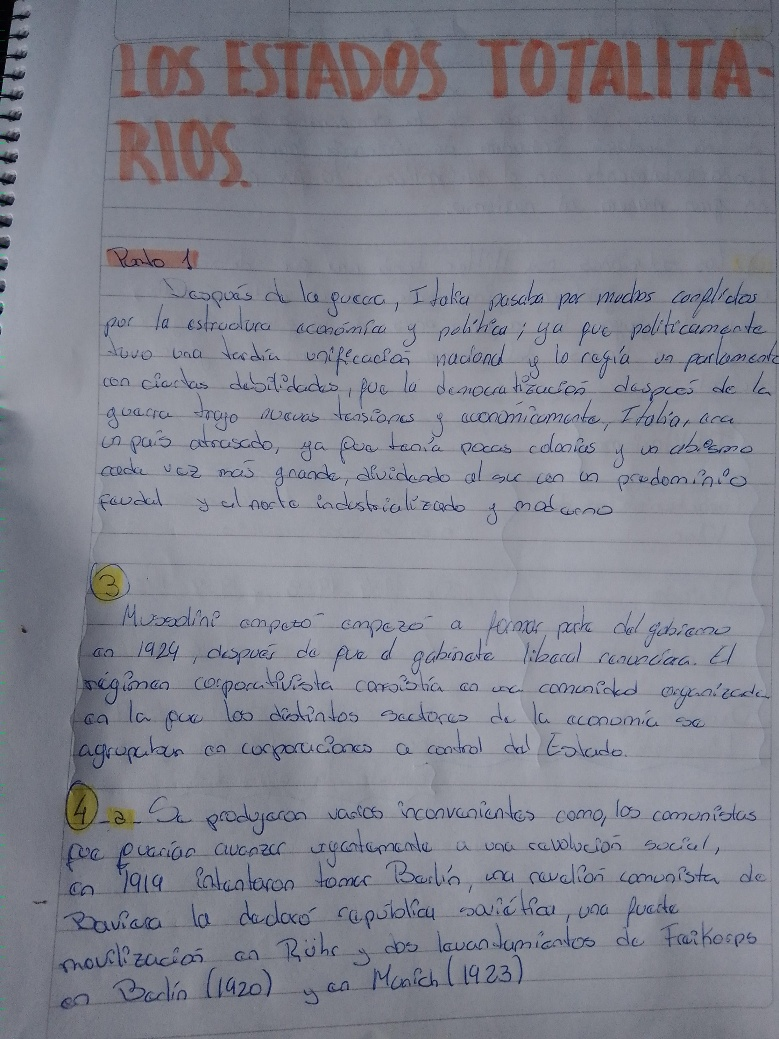 LOS ESTADOS TOTALITA-
RIOS.
Punto 1
Después de la guerra, Italia pasaba por muchos conflictos
por la estructura económica y política; ya que politicamente
tuvo una tardía unificación nacional y lo regía un parlamento
con ciertas debilidades, que la democratización después de la
guerra trajo nuevas tensiones y economicamente, Italia, era
un país atrasado, ya que tenía pocas colonias y un abismo
cada vez más grande, dividendo al sur con un predominio
feudal y el norte industrializado y moderno
3
Mussolini empezó empezó a formar parte del gobierno
en 1924, después de que el gabinete liberal renunciara. El
régimen corporativista consistía en una comunidad organizada
en la que los distintos sectores de la economía se
agrupaban en corporaciones a control del Estado.
4 a Se produjeron varios inconvenientes como, los comunistas
que querían avanzar urgentemente a una revolución social,
en 1919 intentaron tomar Berlín, una revelión comunista de
Baviera la declaró república soviética, una fuerte
movilización en Rühr y dos levantamientos de Freikorps
en Berlín (1920) y en Munich (1923)